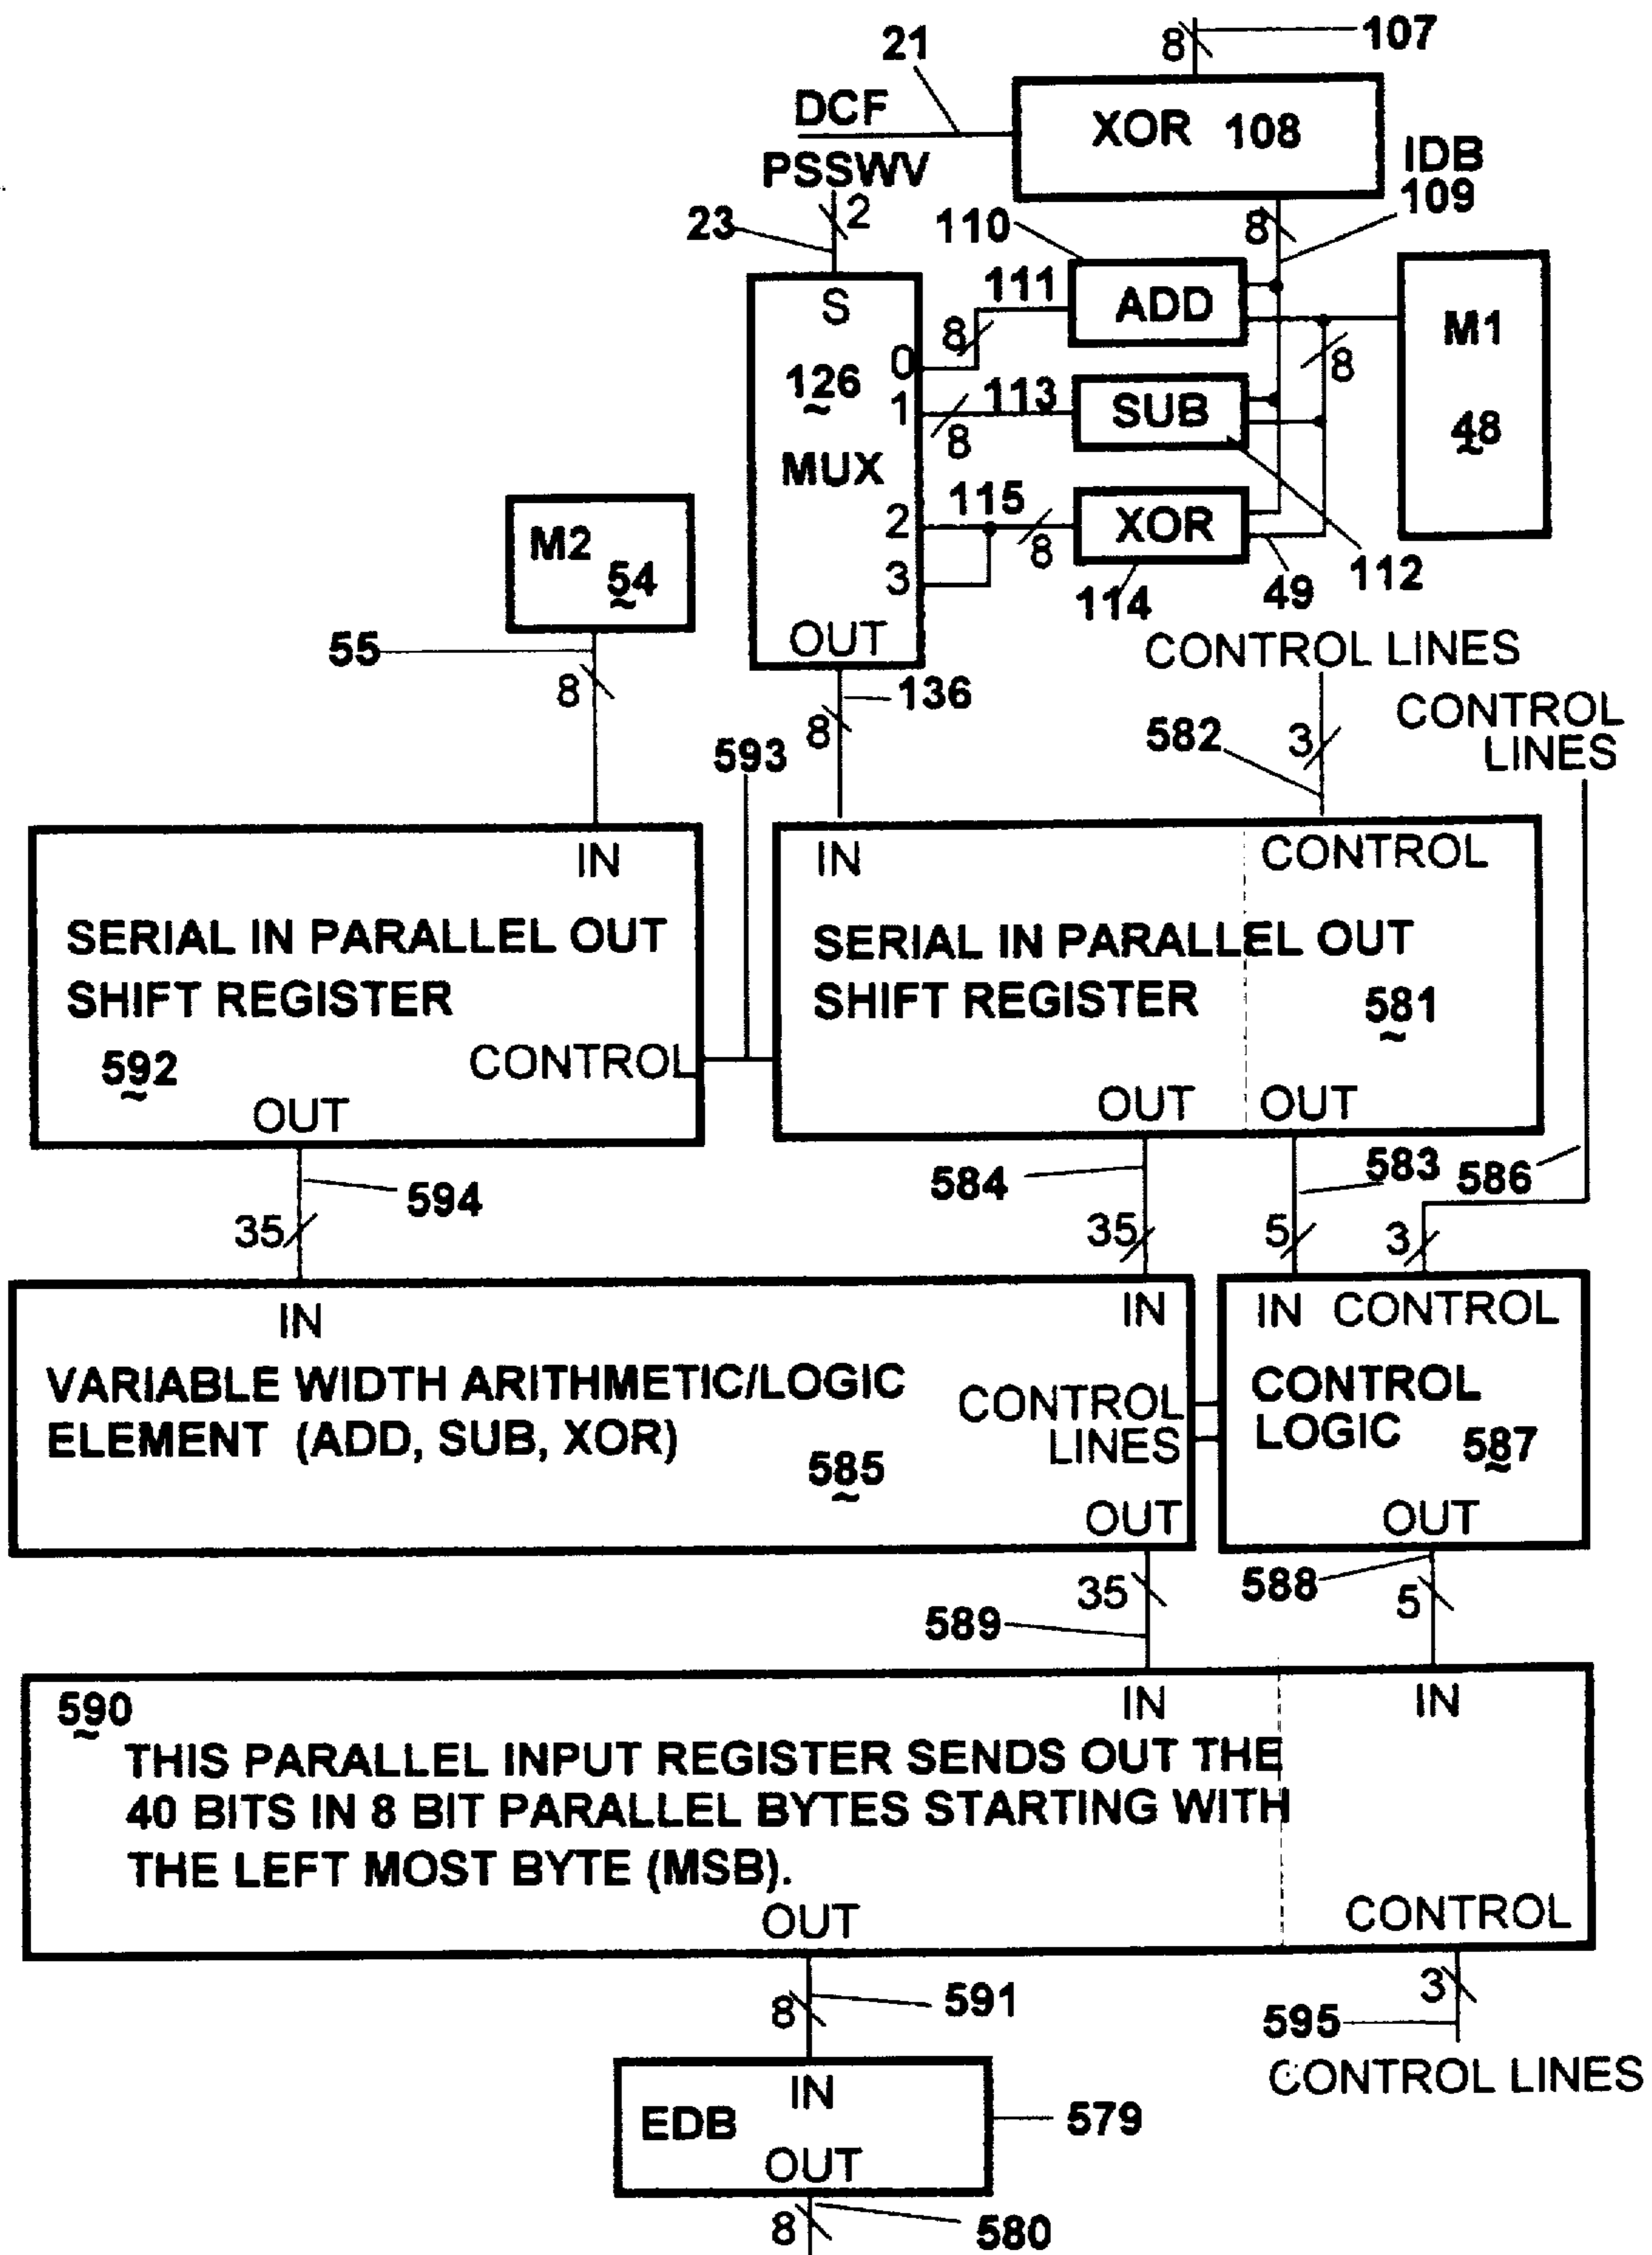 8
107
21
DCF
XOR 108
PSSWV
IDB
109
23
2
110
8
S
111
ADD
M1
8
0
126
8
1
113
SUB
48
8
MUX
M2
54
2
115
XOR
8
3
114
49
112
OUT
55
CONTROL LINES
8
136
CONTROL
LINES
8
593
582
3
IN
IN
CONTROL
SERIAL IN PARALLEL OUT
SHIFT REGISTER
SERIAL IN PARALLEL OUT
SHIFT REGISTER
581
592
CONTROL
OUT
OUT
OUT
594
584
583
586
35
35
5
3
IN
IN
IN CONTROL
VARIABLE WIDTH ARITHMETIC/LOGIC
ELEMENT (ADD, SUB, XOR)
585
CONTROL
LINES
CONTROL
LOGIC
587
OUT
OUT
35
588
5
589
590
IN
IN
THIS PARALLEL INPUT REGISTER SENDS OUT THE
40 BITS IN 8 BIT PARALLEL BYTES STARTING WITH
THE LEFT MOST BYTE (MSB).
OUT
CONTROL
8
591
3
595
CONTROL LINES
IN
EDB
579
OUT
8
580